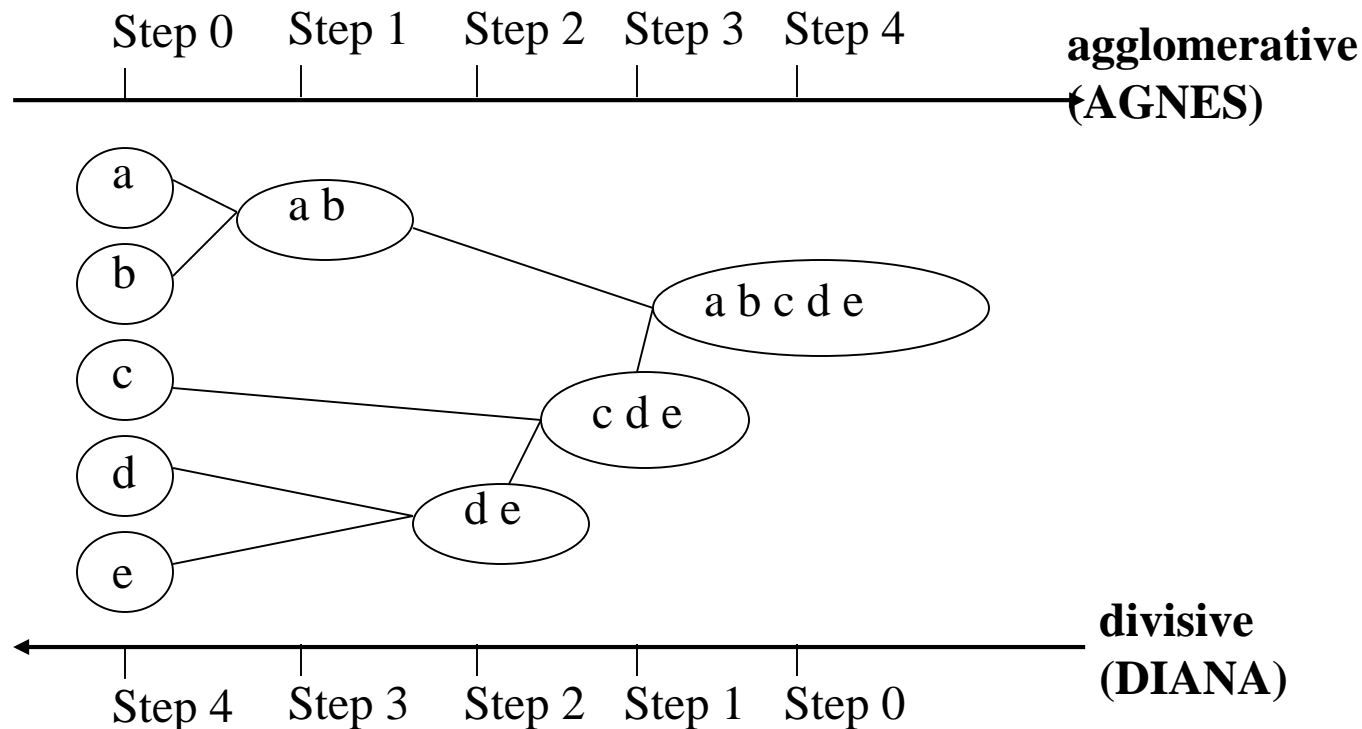 Step 0 Step 1 Step 2 Step 3 Step 4
agglomerative
(AGNES)
a
a b
b
a b c d e
c
c d e
d
d e
e
divisive
(DIANA)
Step 4 Step 3 Step 2 Step 1 Step 0